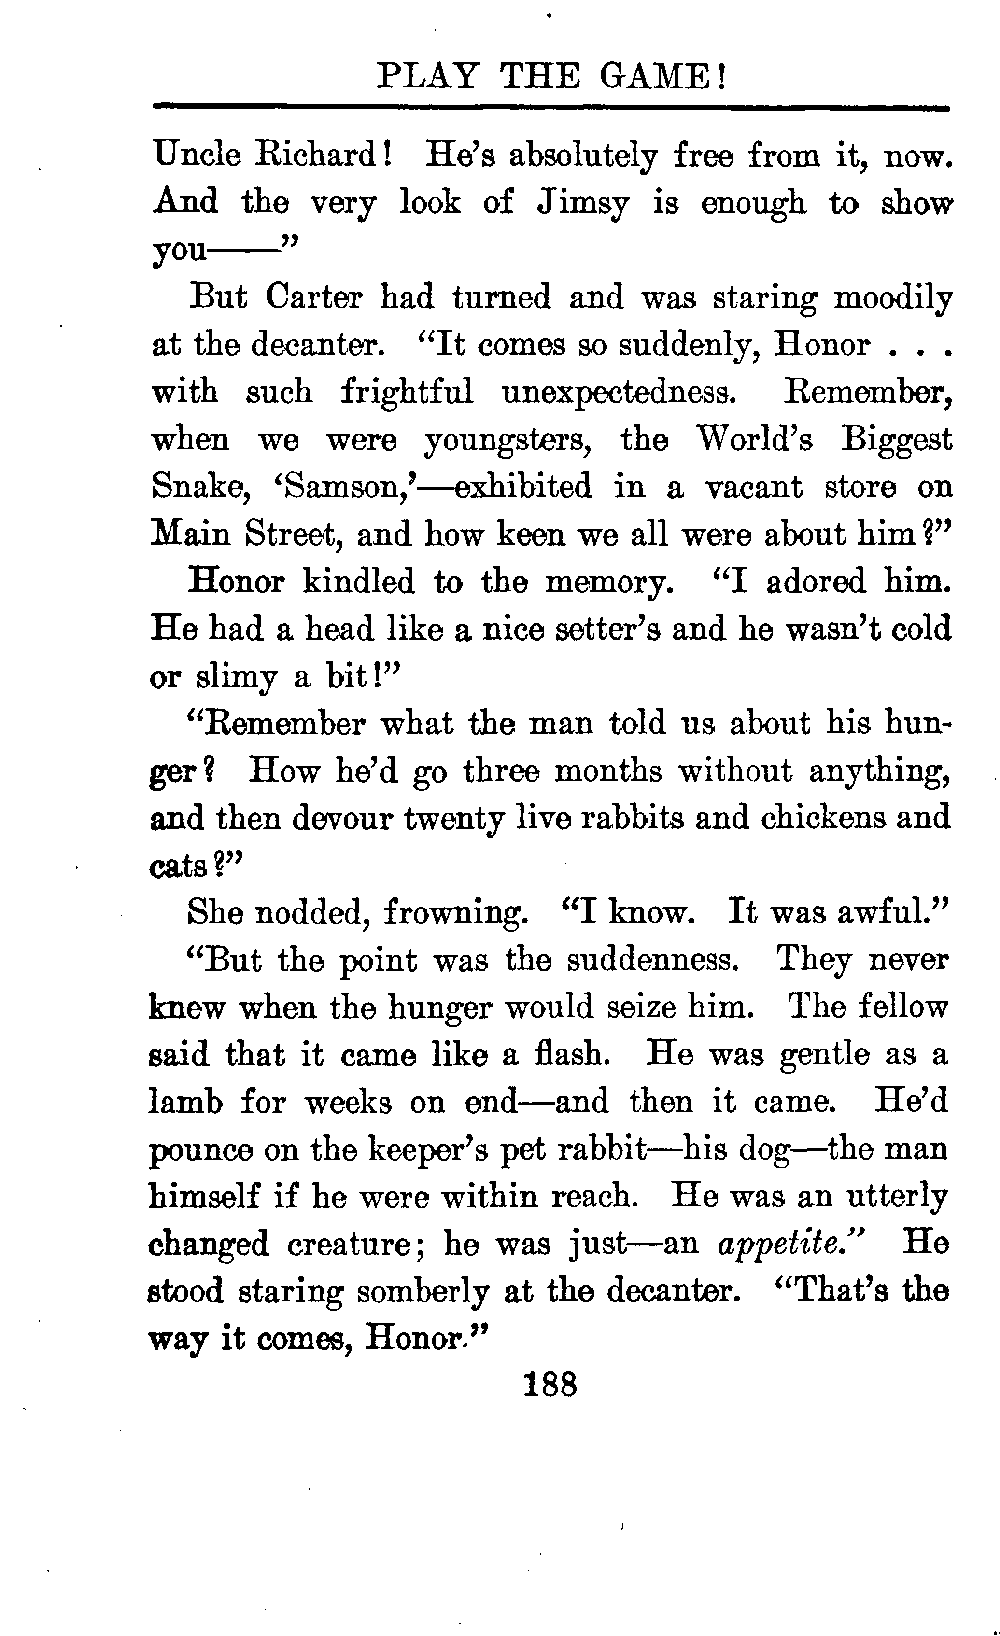 PLAY THE GAME!
Uncle Richard! He's absolutely free from it, now.
And the very look of Jimsy is enough to show
you——"
But Carter had turned and was staring moodily
at the decanter. "It comes so suddenly, Honor . . .
with such frightful unexpectedness. Remember,
when we were youngsters, the World's Biggest
Snake, 'Samson,'—exhibited in a vacant store on
Main Street, and how keen we all were about him?"
Honor kindled to the memory. "I adored him.
He had a head like a nice setter's and he wasn't cold
or slimy a bit!"
"Remember what the man told us about his hun-
ger? How he'd go three months without anything,
and then devour twenty live rabbits and chickens and
cats?"
She nodded, frowning. "I know. It was awful."
"But the point was the suddenness. They never
knew when the hunger would seize him. The fellow
said that it came like a flash. He was gentle as a
lamb for weeks on end—and then it came. He'd
pounce on the keeper's pet rabbit—his dog—the man
himself if he were within reach. He was an utterly
changed creature; he was just—an appetite." He
stood staring somberly at the decanter. "That's the
way it comes, Honor."
188